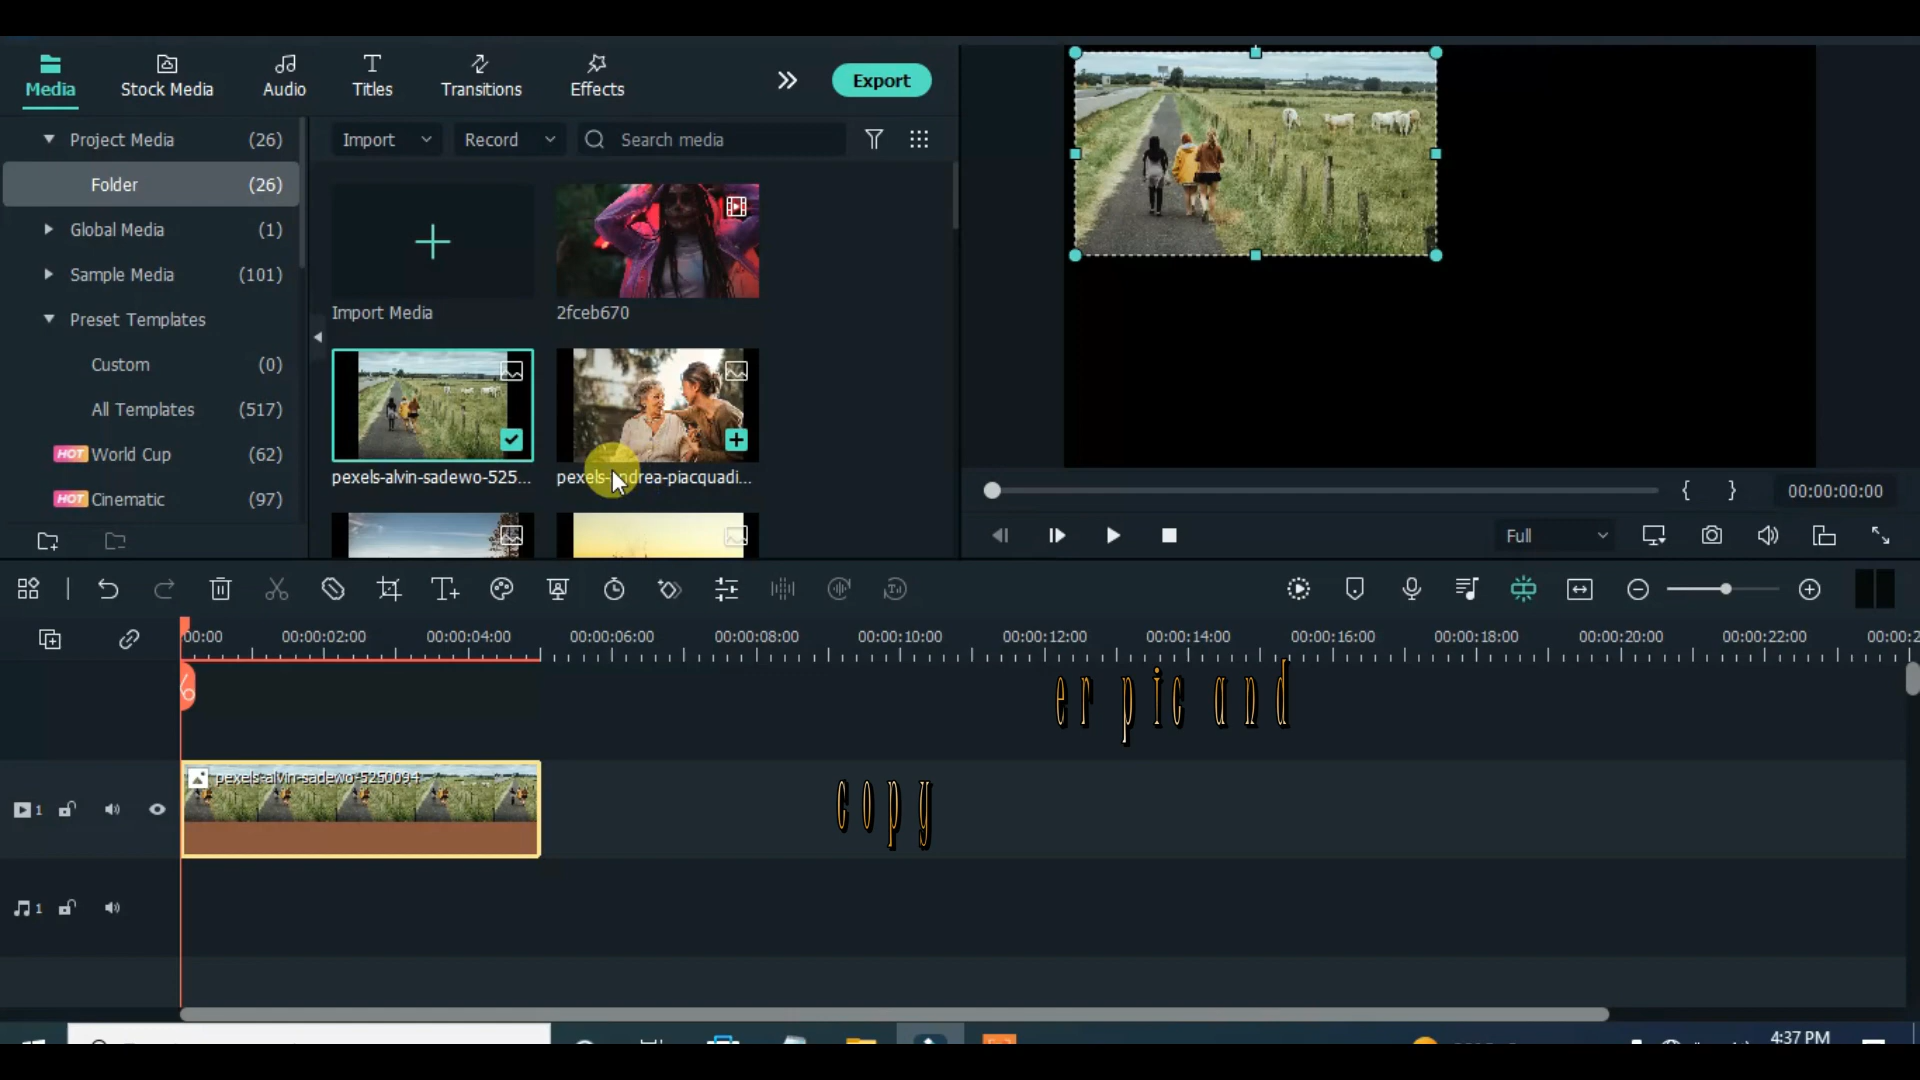 Media
Stock Media
Audio
Titles
Transitions
Effects
Export
Project Media (26)
Folder (26)
Global Media (1)
Sample Media (101)
Preset Templates
Custom (0)
All Templates (517)
HOT World Cup (62)
HOT Cinematic (97)
Import
Record
Search media
Import Media
2fceb670
pexels-alvin-sadewo-525...
pexels-andrea-piacquadi...
{ }
00:00:00:00
Full
00:00
00:00:02:00
00:00:04:00
00:00:06:00
00:00:08:00
00:00:10:00
00:00:12:00
00:00:14:00
00:00:16:00
00:00:18:00
00:00:20:00
00:00:22:00
00:00:2
er pic and
pexels-alvin-sadewo-5250094
1
copy
1
4:37 PM